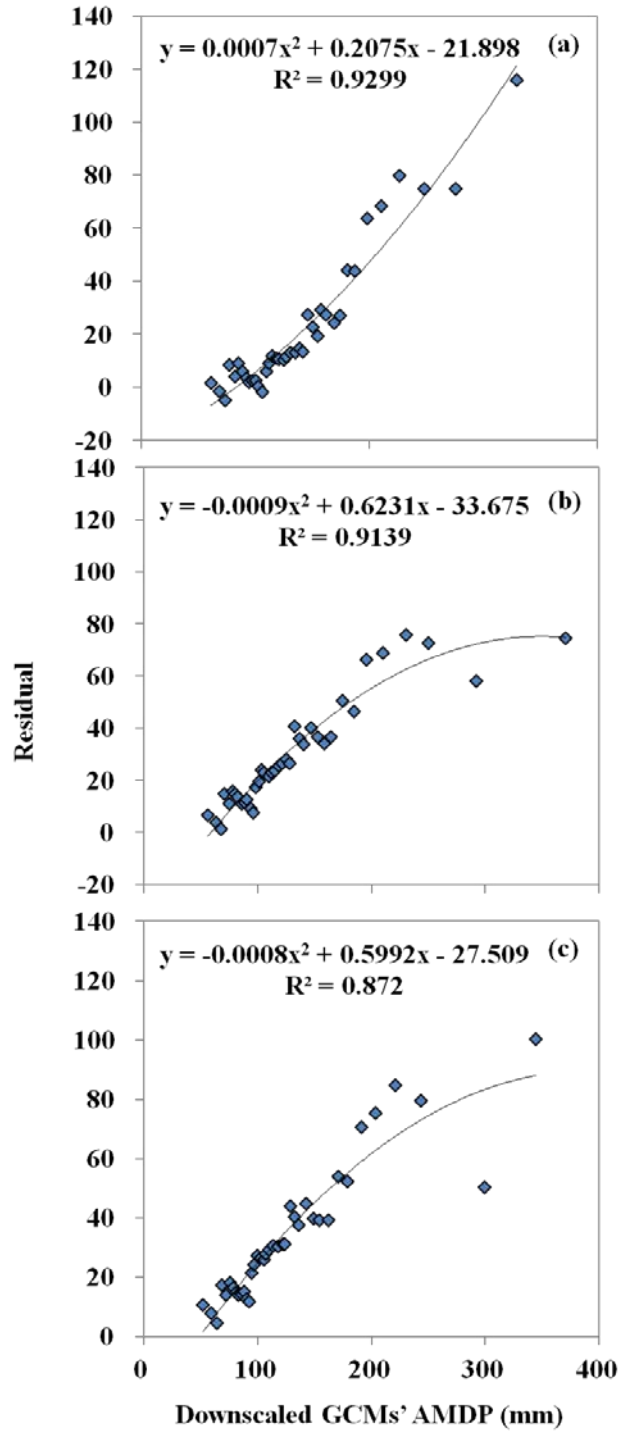 140
y = 0.0007x² + 0.2075x - 21.898 (a)
R² = 0.9299
120
100
80
60
40
20
0
-20
140
y = -0.0009x² + 0.6231x - 33.675 (b)
R² = 0.9139
120
100
80
60
40
20
0
-20
Residual
140
y = -0.0008x² + 0.5992x - 27.509 (c)
R² = 0.872
120
100
80
60
40
20
0
0 100 200 300 400
Downscaled GCMs' AMDP (mm)